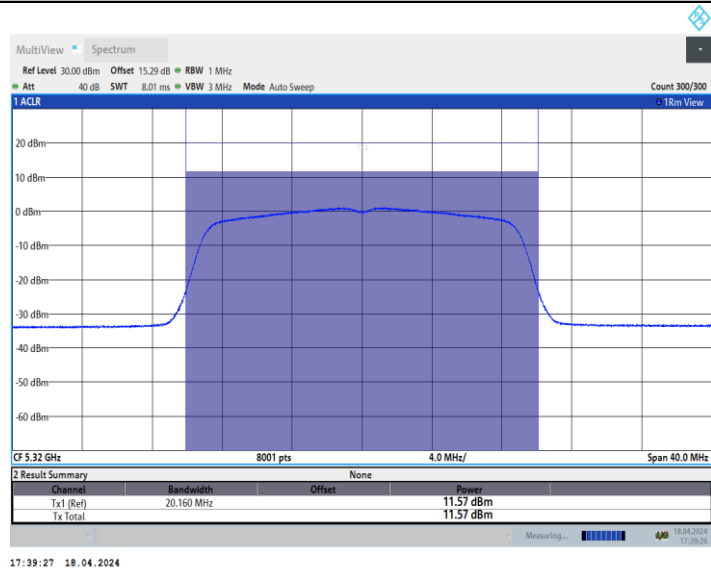 MultiView Spectrum
Ref Level 30.00 dBm Offset 15.29 dB RBW 1 MHz
Att 40 dB SWT 8.01 ms VBW 3 MHz Mode Auto Sweep Count 300/300
1 ACLR 1Rm View
20 dBm
10 dBm
0 dBm
-10 dBm
-20 dBm
-30 dBm
-40 dBm
-50 dBm
-60 dBm
CF 5.32 GHz 8001 pts 4.0 MHz/ Span 40.0 MHz
2 Result Summary None
Channel Bandwidth Offset Power
Tx1 (Ref) 20.160 MHz 11.57 dBm
Tx Total 11.57 dBm
Measuring... 18.04.2024
17:39:26
17:39:27 18.04.2024